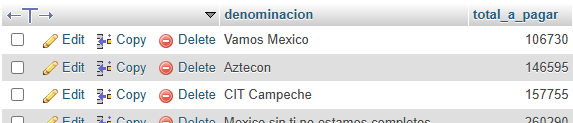 denominacion total_a_pagar
Edit Copy Delete Vamos Mexico 106730
Edit Copy Delete Aztecon 146595
Edit Copy Delete CIT Campeche 157755
Edit Copy Delete Mexico sin ti no estamos completos 260290